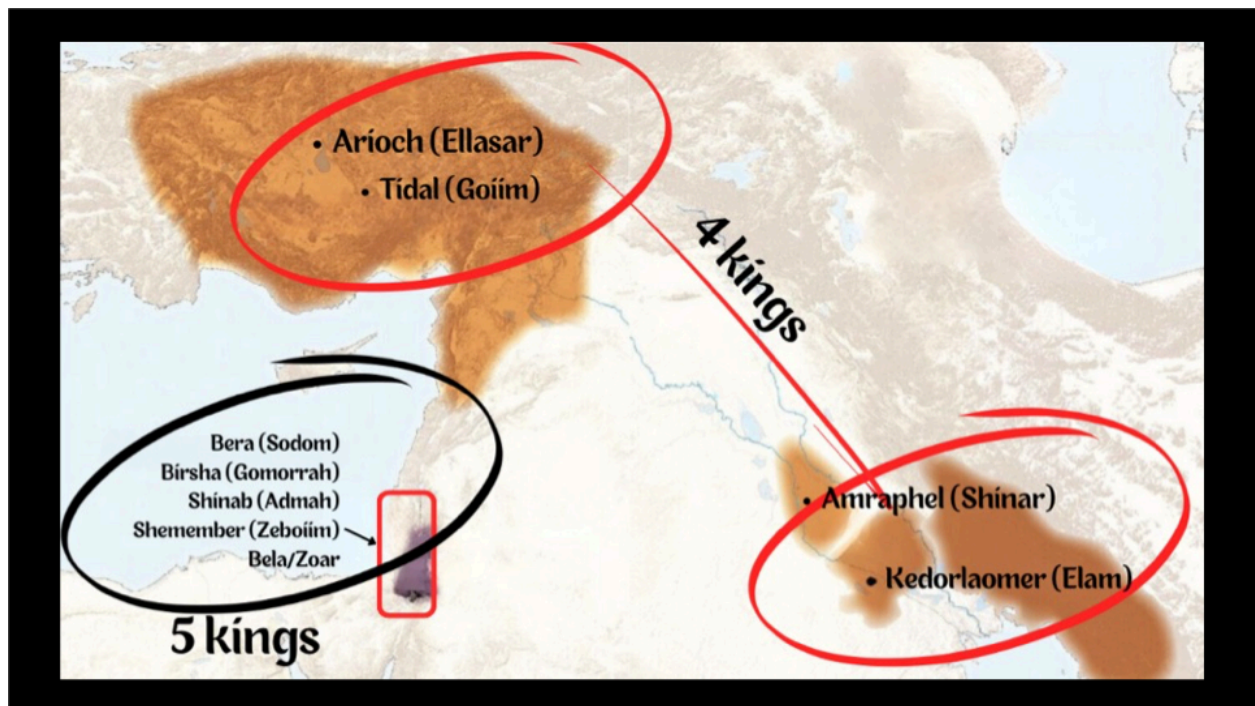 Arioch (Ellasar)
Tidal (Goiim)
4 kings
Bera (Sodom)
Birsha (Gomorrah)
Shinab (Admah)
Shemember (Zeboiim)
Bela/Zoar
5 kings
Amraphel (Shinar)
Kedorlaomer (Elam)